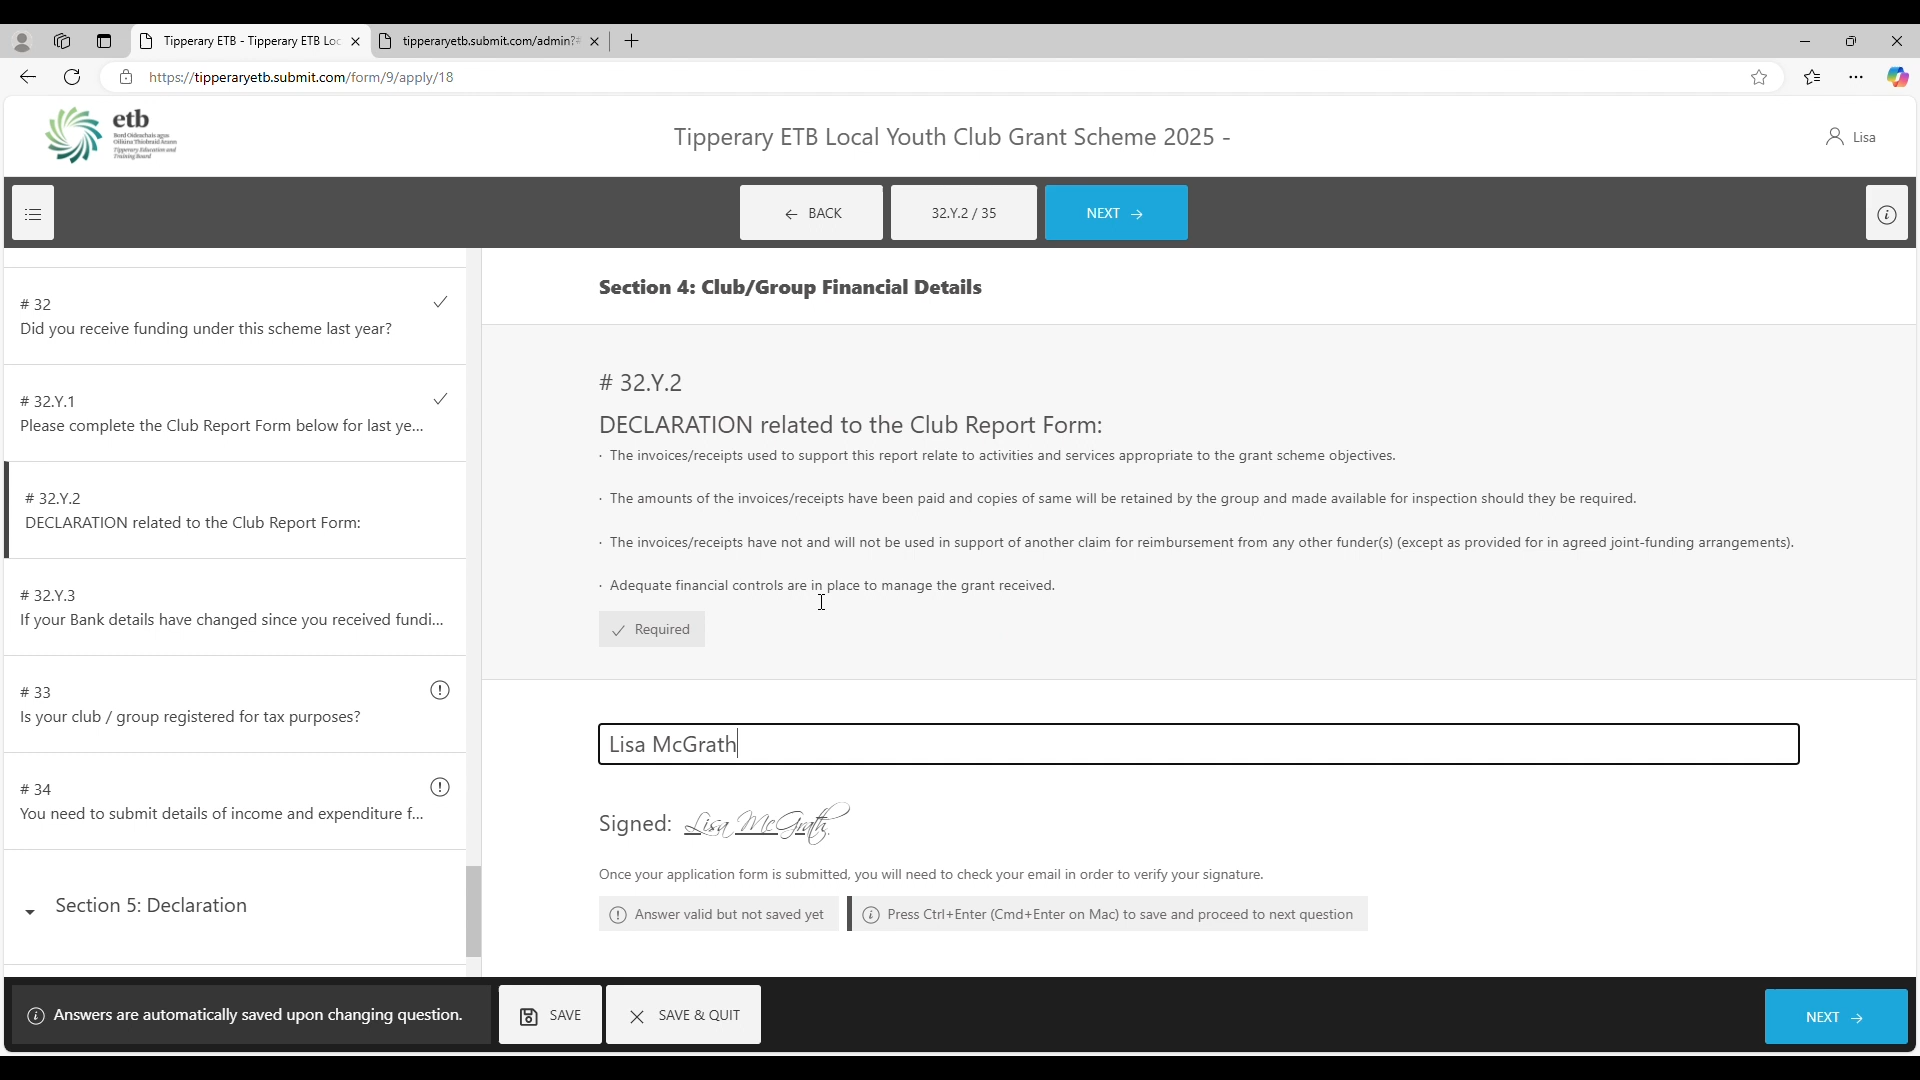 Tipperary ETB - Tipperary ETB Loc
tipperaryetb.submit.com/admin?
https://tipperaryetb.submit.com/form/9/apply/18
etb
Bord Oideachais agus
Oiliúna Thiobraid Árann
Tipperary Education and
Training Board
Tipperary ETB Local Youth Club Grant Scheme 2025 -
Lisa
← BACK
32.Y.2 / 35
NEXT →
# 32
Did you receive funding under this scheme last year?
# 32.Y.1
Please complete the Club Report Form below for last ye...
# 32.Y.2
DECLARATION related to the Club Report Form:
# 32.Y.3
If your Bank details have changed since you received fundi...
# 33
Is your club / group registered for tax purposes?
# 34
You need to submit details of income and expenditure f...
Section 5: Declaration
Section 4: Club/Group Financial Details
# 32.Y.2
DECLARATION related to the Club Report Form:
· The invoices/receipts used to support this report relate to activities and services appropriate to the grant scheme objectives.
· The amounts of the invoices/receipts have been paid and copies of same will be retained by the group and made available for inspection should they be required.
· The invoices/receipts have not and will not be used in support of another claim for reimbursement from any other funder(s) (except as provided for in agreed joint-funding arrangements).
· Adequate financial controls are in place to manage the grant received.
Required
Lisa McGrath
Signed: Lisa McGrath
Once your application form is submitted, you will need to check your email in order to verify your signature.
Answer valid but not saved yet
Press Ctrl+Enter (Cmd+Enter on Mac) to save and proceed to next question
Answers are automatically saved upon changing question.
SAVE
SAVE & QUIT
NEXT →